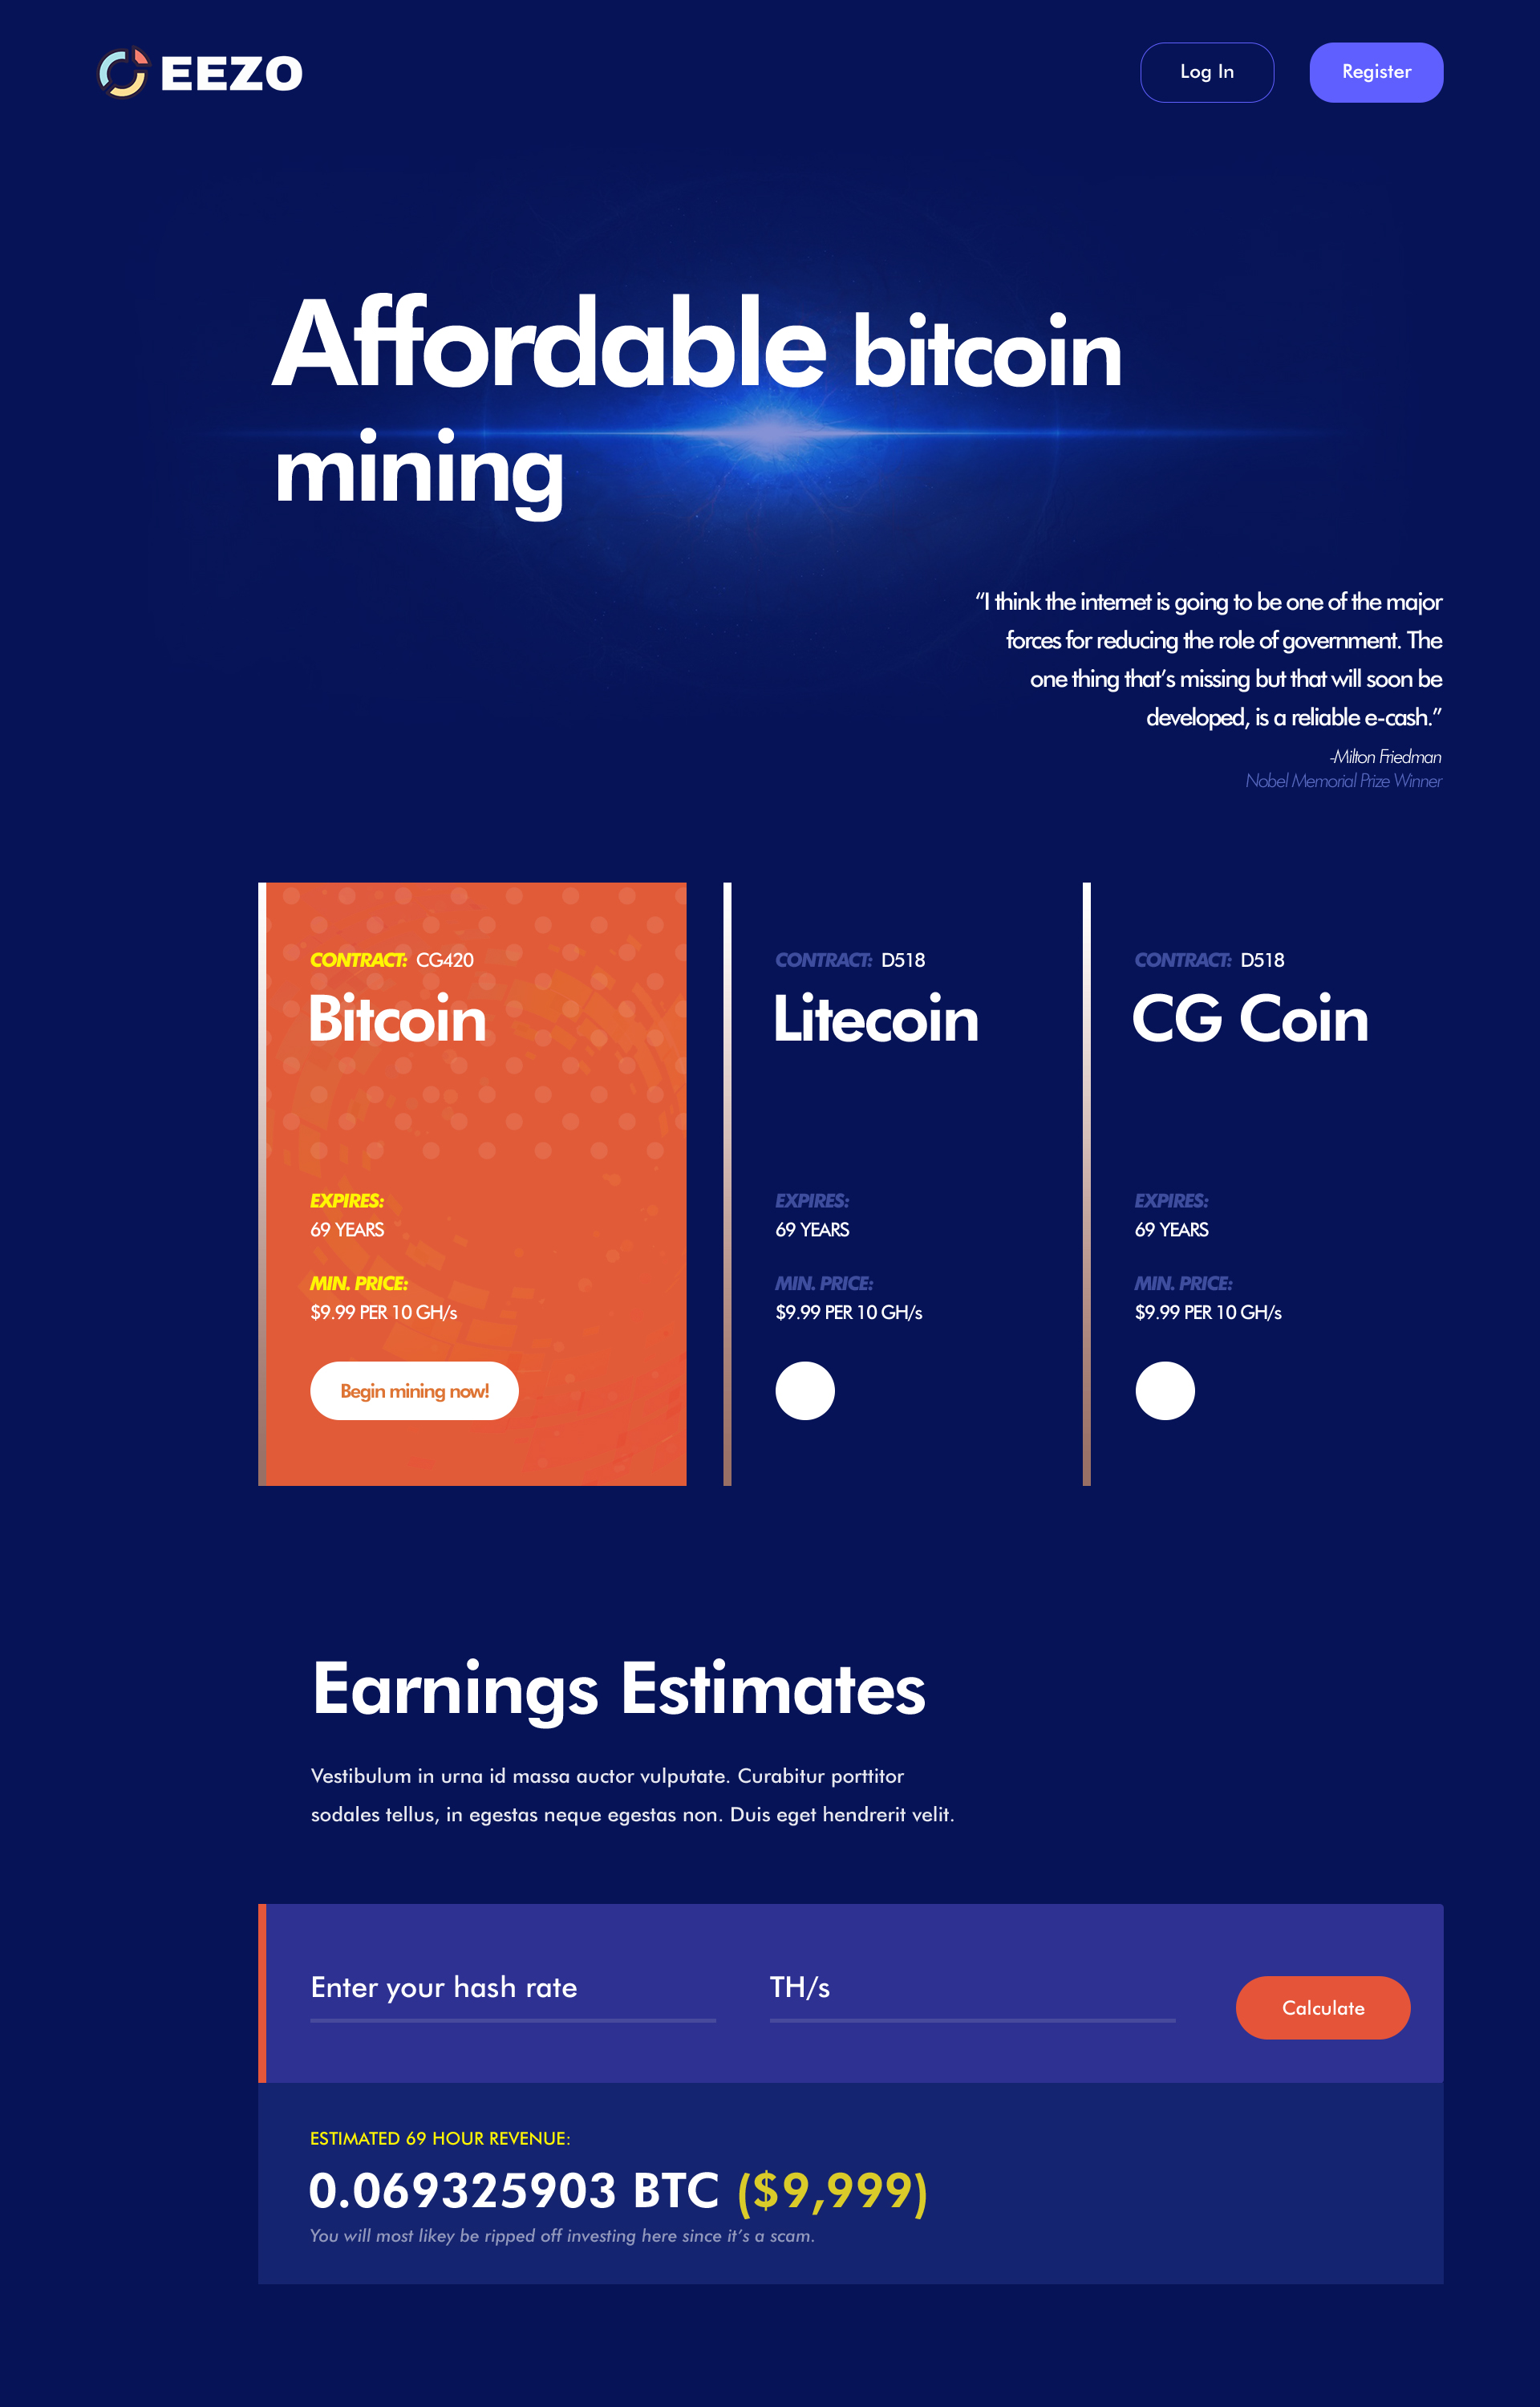 EEZO
Log In
Register
Affordable bitcoin
mining
“I think the internet is going to be one of the major
forces for reducing the role of government. The
one thing that’s missing but that will soon be
developed, is a reliable e-cash.”
-Milton Friedman
Nobel Memorial Prize Winner
CONTRACT: CG420
Bitcoin
EXPIRES:
69 YEARS
MIN. PRICE:
$9.99 PER 10 GH/s
Begin mining now!
CONTRACT: D518
Litecoin
EXPIRES:
69 YEARS
MIN. PRICE:
$9.99 PER 10 GH/s
CONTRACT: D518
CG Coin
EXPIRES:
69 YEARS
MIN. PRICE:
$9.99 PER 10 GH/s
Earnings Estimates
Vestibulum in urna id massa auctor vulputate. Curabitur porttitor
sodales tellus, in egestas neque egestas non. Duis eget hendrerit velit.
Enter your hash rate
TH/s
Calculate
ESTIMATED 69 HOUR REVENUE:
0.069325903 BTC ($9,999)
You will most likey be ripped off investing here since it’s a scam.